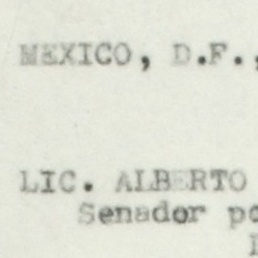 MEXICO, D.F.,
LIC. ALBERTO
Senador po